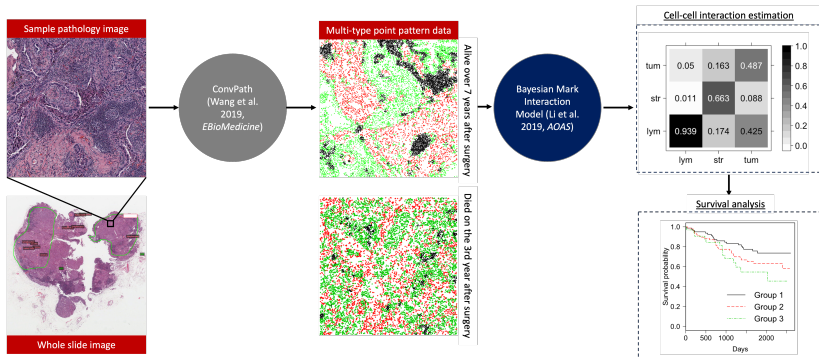 Sample pathology image
Whole slide image
ConvPath
(Wang et al.
2019,
EBioMedicine)
Multi-type point pattern data
Alive over 7 years after surgery
Died on the 3rd year after surgery
Bayesian Mark
Interaction
Model (Li et al.
2019, AOAS)
Cell-cell interaction estimation
tum 0.05 0.163 0.487
str 0.011 0.663 0.088
lym 0.939 0.174 0.425
lym str tum
1.0
0.8
0.6
0.4
0.2
0.0
Survival analysis
Survival probability
1.0
0.8
0.6
0.4
0.2
0.0
Group 1
Group 2
Group 3
0 500 1000 2000
Days